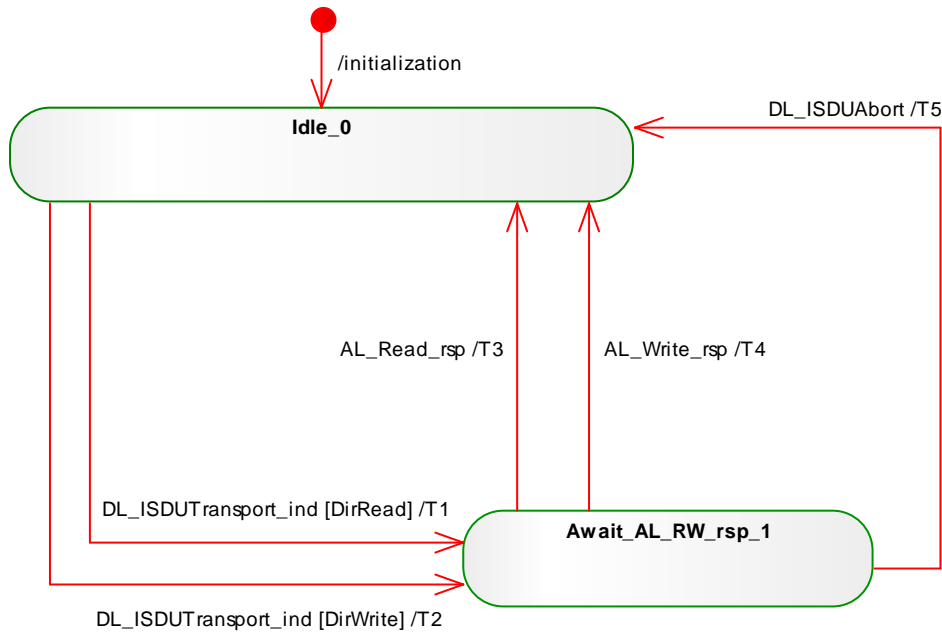 /initialization
DL_ISDUAbort /T5
Idle_0
AL_Read_rsp /T3
AL_Write_rsp /T4
DL_ISDUTransport_ind [DirRead] /T1
Await_AL_RW_rsp_1
DL_ISDUTransport_ind [DirWrite] /T2